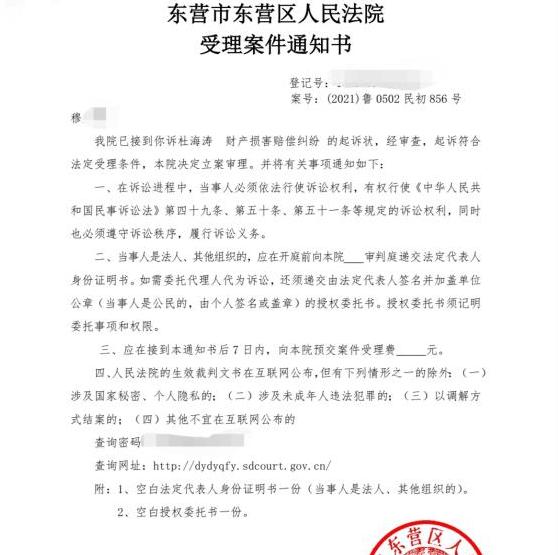 东营市东营区人民法院
受理案件通知书
登记号:
案号: (2021)鲁 0502 民初 856 号
穆
我院已接到你诉杜海涛 财产损害赔偿纠纷 的起诉状，经审查，起诉符合
法定受理条件，本院决定立案审理。并将有关事项通知如下:
一、在诉讼进程中，当事人必须依法行使诉讼权利，有权行使《中华人民共
和国民事诉讼法》第四十九条、第五十条、第五十一条等规定的诉讼权利，同时
也必须遵守诉讼秩序，履行诉讼义务。
二、当事人是法人、其他组织的，应在开庭前向本院___审判庭递交法定代表人
身份证明书。如需委托代理人代为诉讼，还须递交由法定代表人签名并加盖单位
公章（当事人是公民的，由个人签名或盖章）的授权委托书。授权委托书须记明
委托事项和权限。
三、应在接到本通知书后 7 日内，向本院预交案件受理费_____元。
四、人民法院的生效裁判文书在互联网公布，但有下列情形之一的除外:（一）
涉及国家秘密、个人隐私的;（二）涉及未成年人违法犯罪的;（三）以调解方
式结案的;（四）其他不宜在互联网公布的
查询密码
查询网址: http://dydyqfy.sdcourt.gov.cn/
附: 1、空白法定代表人身份证明书一份（当事人是法人、其他组织的）。
2、空白授权委托书一份。
东营区人